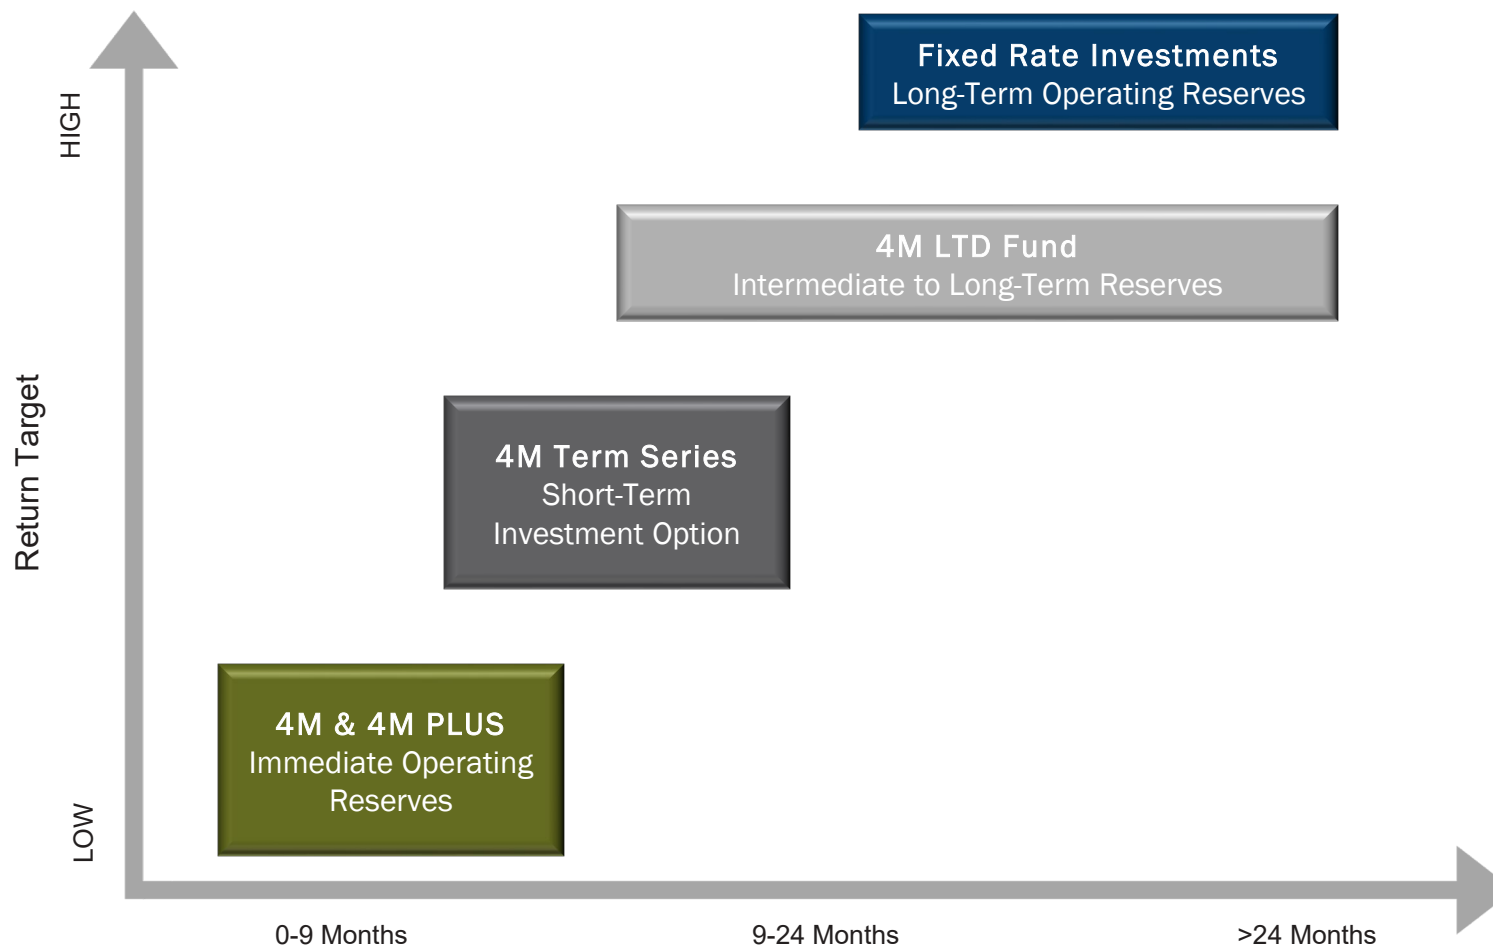 HIGH
Return Target
LOW
Fixed Rate Investments
Long-Term Operating Reserves
4M LTD Fund
Intermediate to Long-Term Reserves
4M Term Series
Short-Term
Investment Option
4M & 4M PLUS
Immediate Operating
Reserves
0-9 Months
9-24 Months
>24 Months